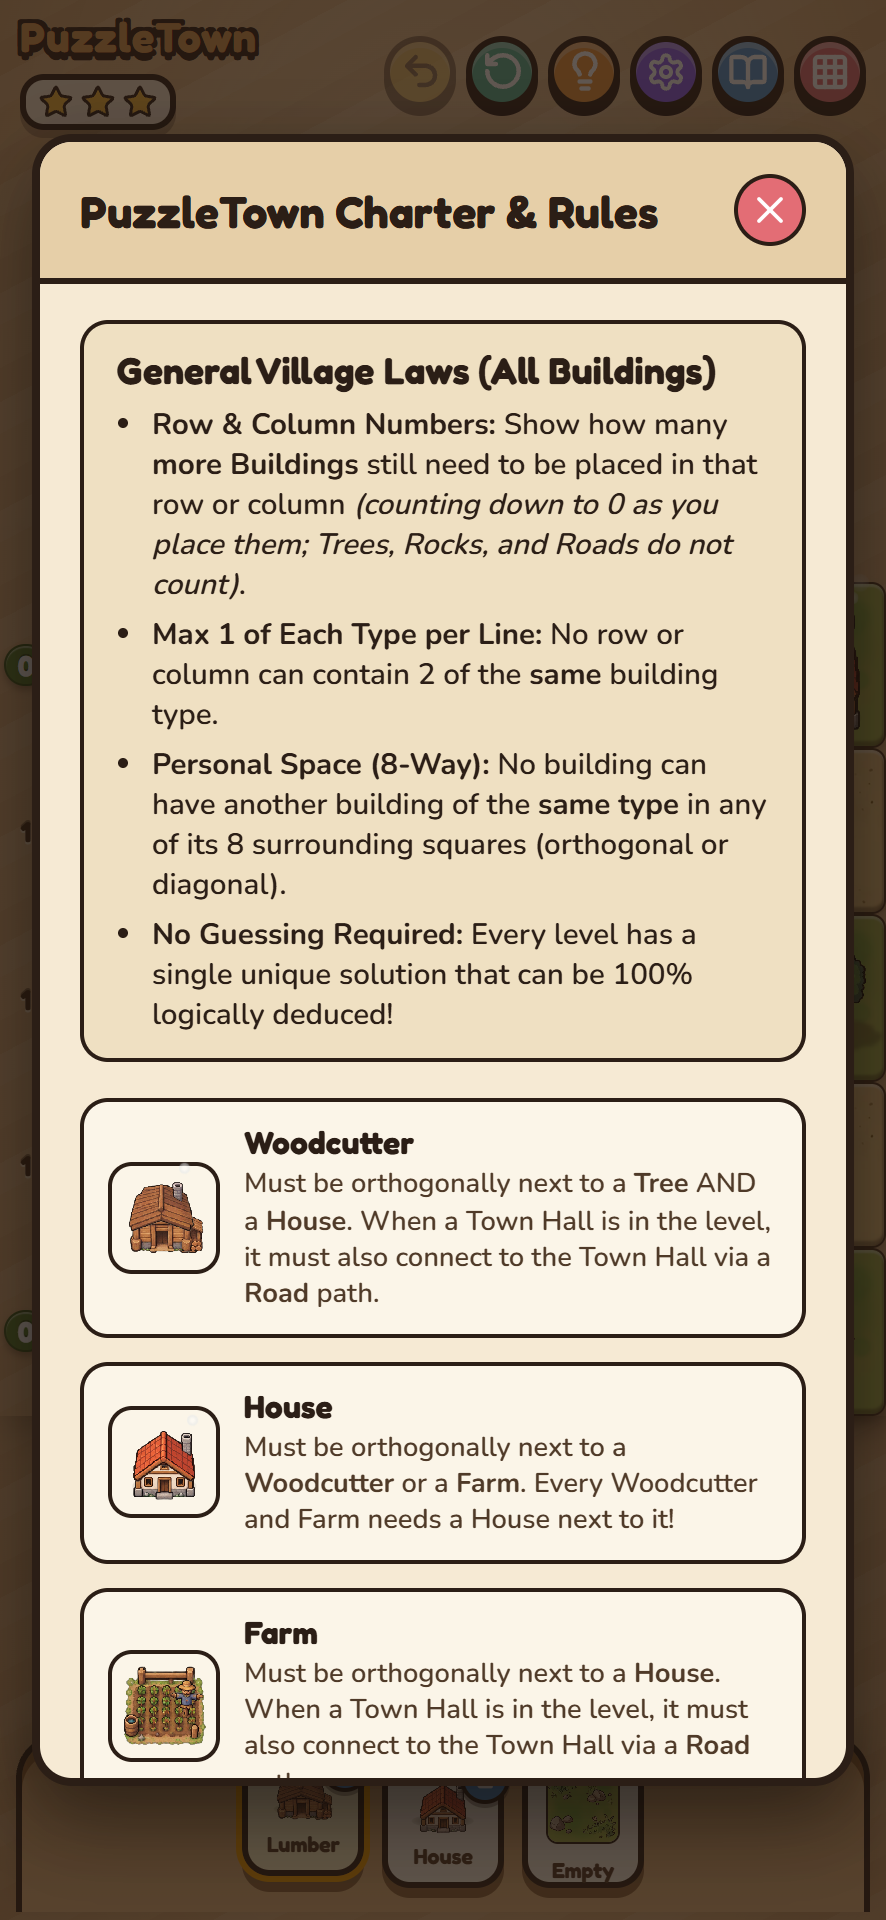 PuzzleTown
PuzzleTown Charter & Rules
General Village Laws (All Buildings)
• Row & Column Numbers: Show how many
more Buildings still need to be placed in that
row or column (counting down to 0 as you
place them; Trees, Rocks, and Roads do not
count).
• Max 1 of Each Type per Line: No row or
column can contain 2 of the same building
type.
• Personal Space (8-Way): No building can
have another building of the same type in any
of its 8 surrounding squares (orthogonal or
diagonal).
• No Guessing Required: Every level has a
single unique solution that can be 100%
logically deduced!
Woodcutter
Must be orthogonally next to a Tree AND
a House. When a Town Hall is in the level,
it must also connect to the Town Hall via a
Road path.
House
Must be orthogonally next to a
Woodcutter or a Farm. Every Woodcutter
and Farm needs a House next to it!
Farm
Must be orthogonally next to a House.
When a Town Hall is in the level, it must
also connect to the Town Hall via a Road
0
1
1
1
0
Lumber
House
Empty